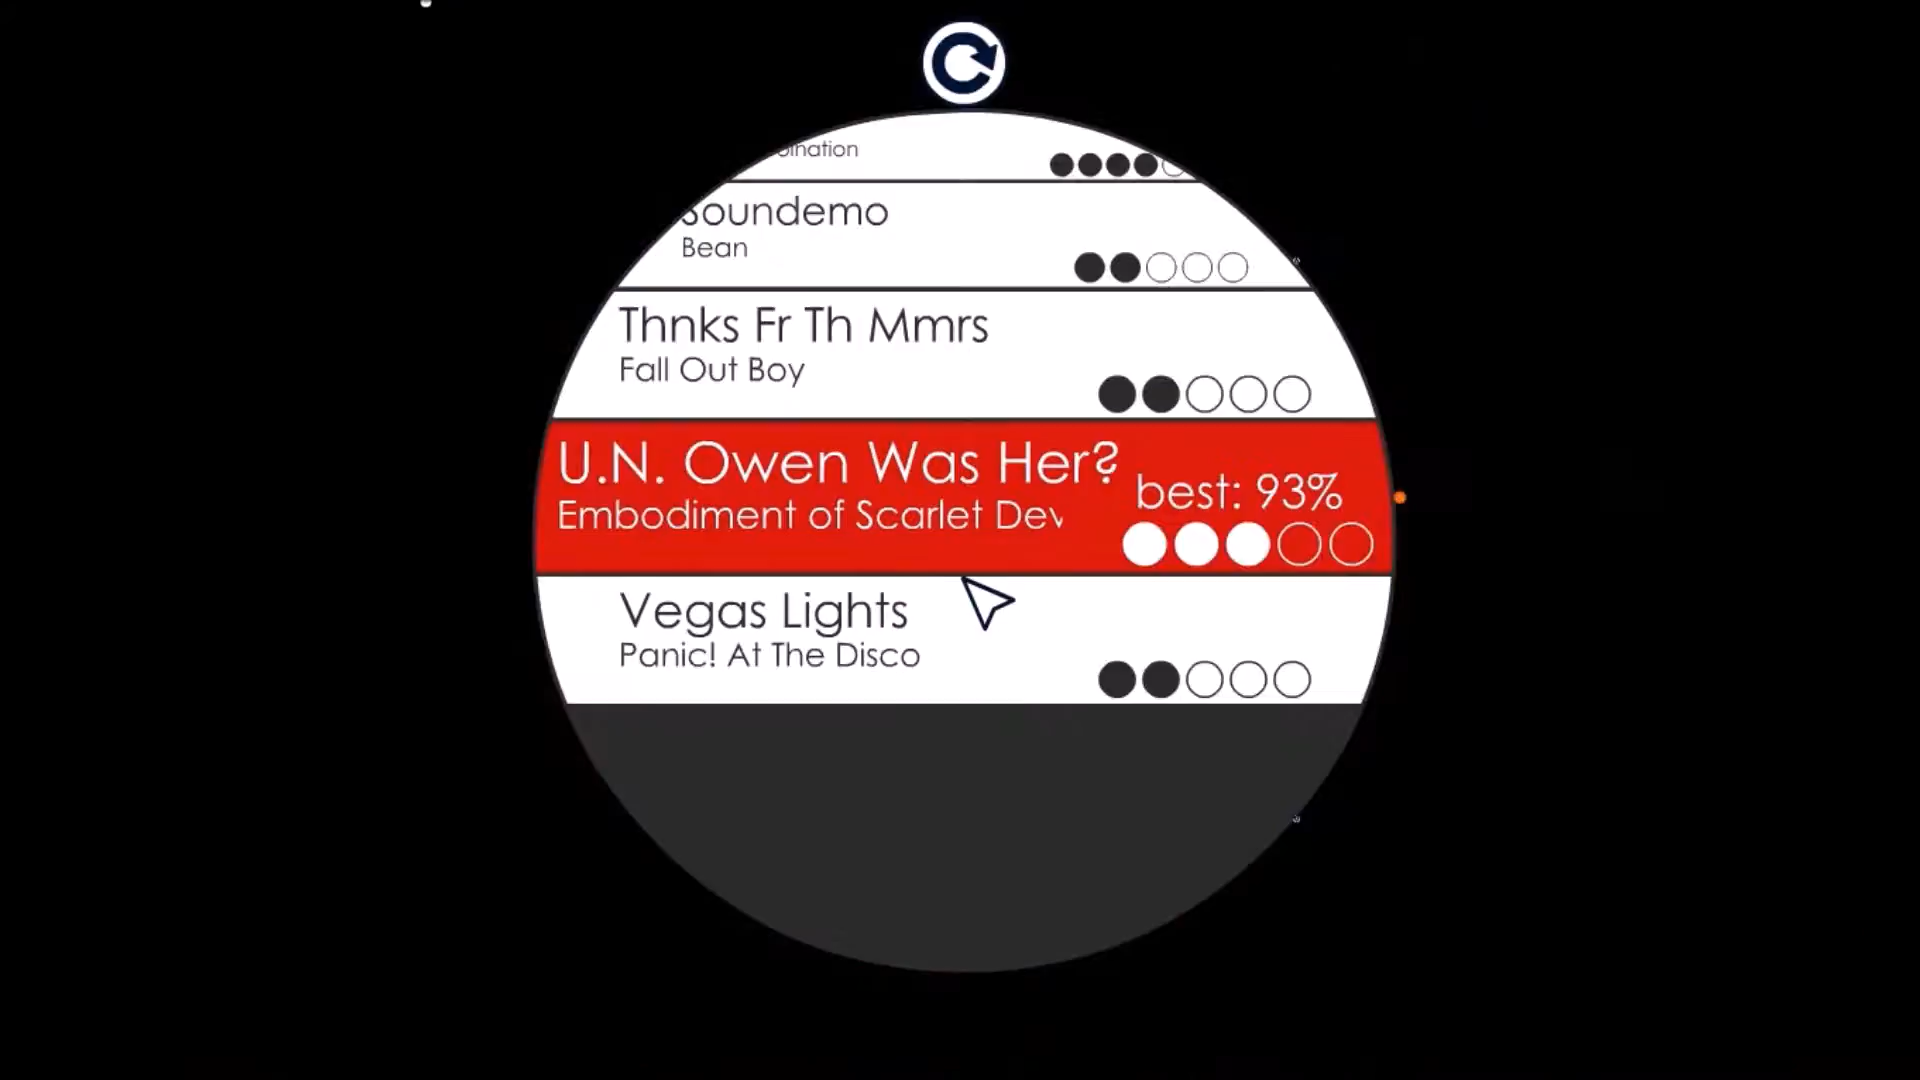 Soundemo
Bean
Thnks Fr Th Mmrs
Fall Out Boy
U.N. Owen Was Her?
Embodiment of Scarlet Dev
best: 93%
Vegas Lights
Panic! At The Disco